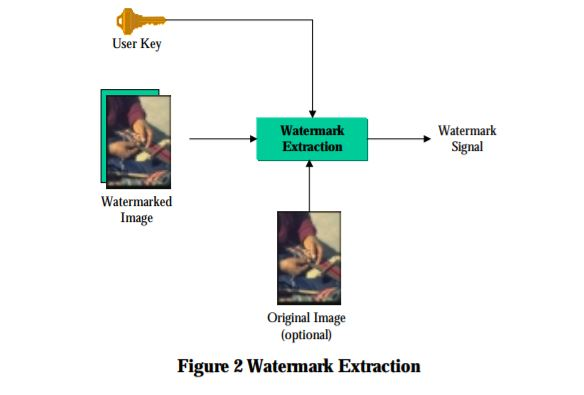 User Key
Watermark
Extraction
Watermark
Signal
Watermarked
Image
Original Image
(optional)
Figure 2 Watermark Extraction